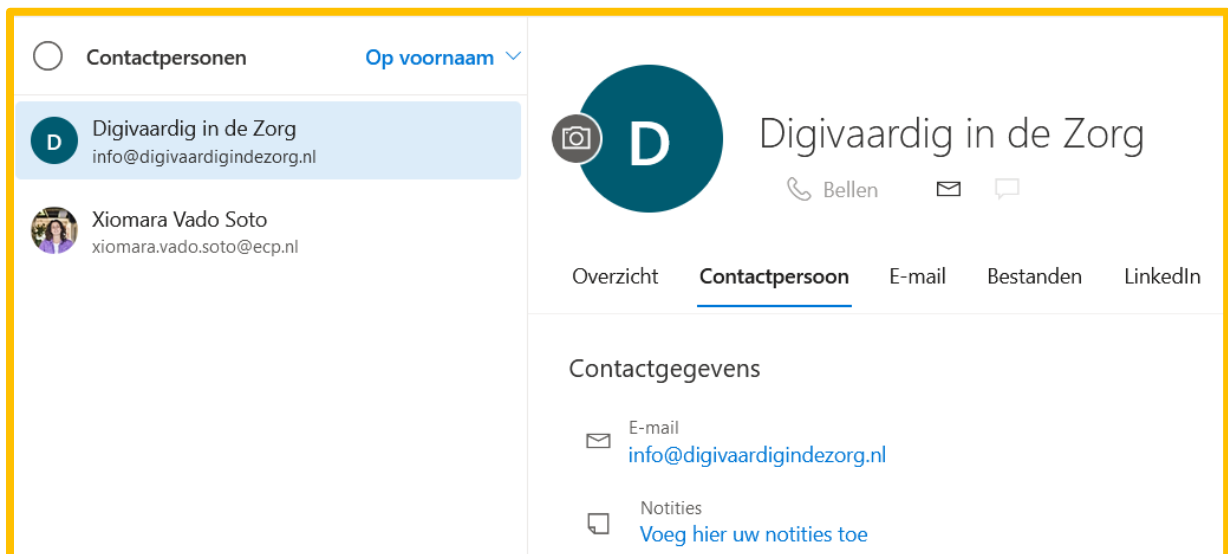 Contactpersonen
Op voornaam
D
Digivaardig in de Zorg
info@digivaardigindezorg.nl
Xiomara Vado Soto
xiomara.vado.soto@ecp.nl
D
Digivaardig in de Zorg
Bellen
Overzicht Contactpersoon E-mail Bestanden LinkedIn
Contactgegevens
E-mail
info@digivaardigindezorg.nl
Notities
Voeg hier uw notities toe